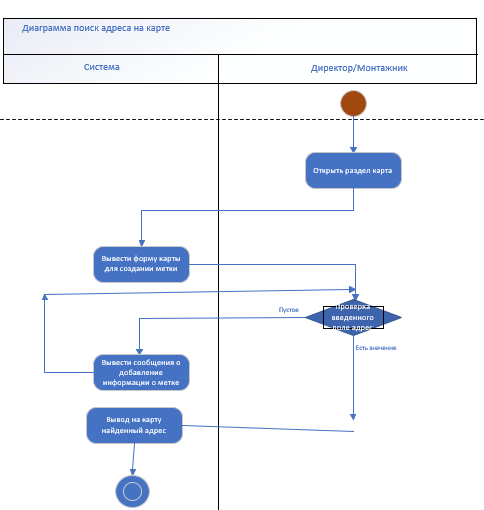 Диаграмма поиск адреса на карте
Система
Директор/Монтажник
Открыть раздел карта
Вывести форму карты
для создании метки
Проверка
введенного
поле адрес
Пустое
Есть значение
Вывести сообщения о
добавление
информации о метке
Вывод на карту
найденный адрес